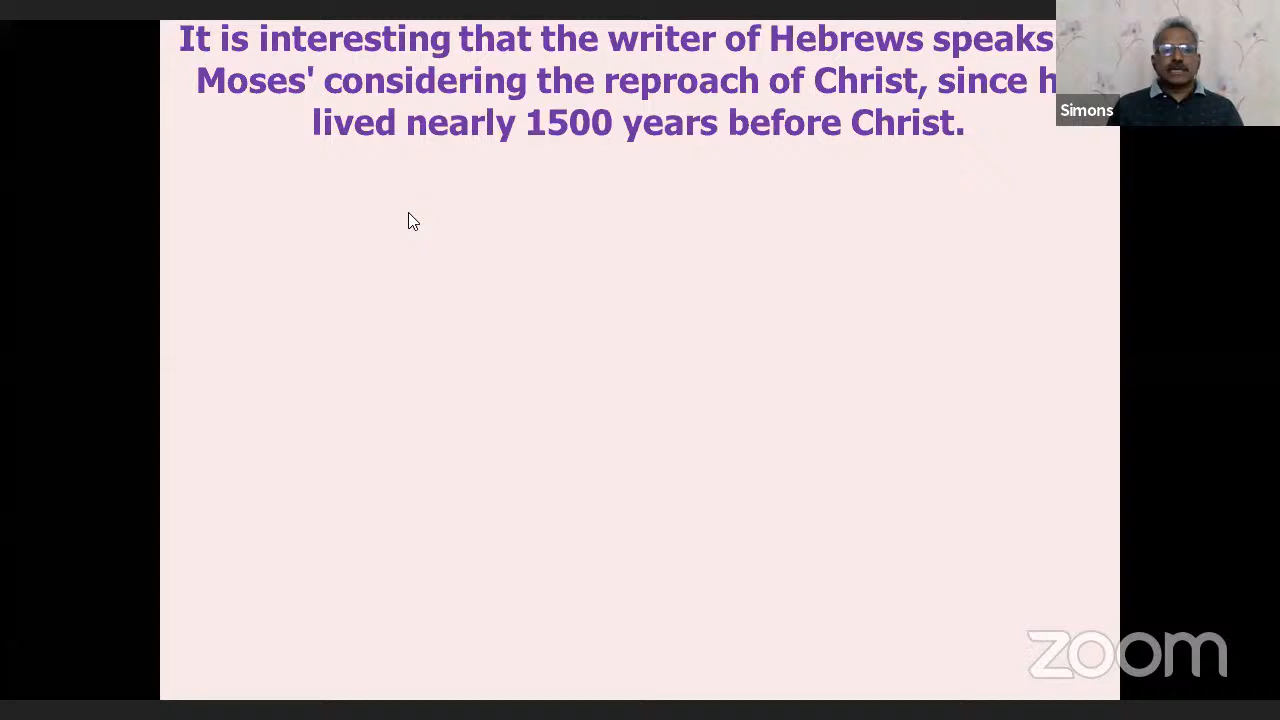 It is interesting that the writer of Hebrews speaks
Moses' considering the reproach of Christ, since
lived nearly 1500 years before Christ.
Simons
zoom